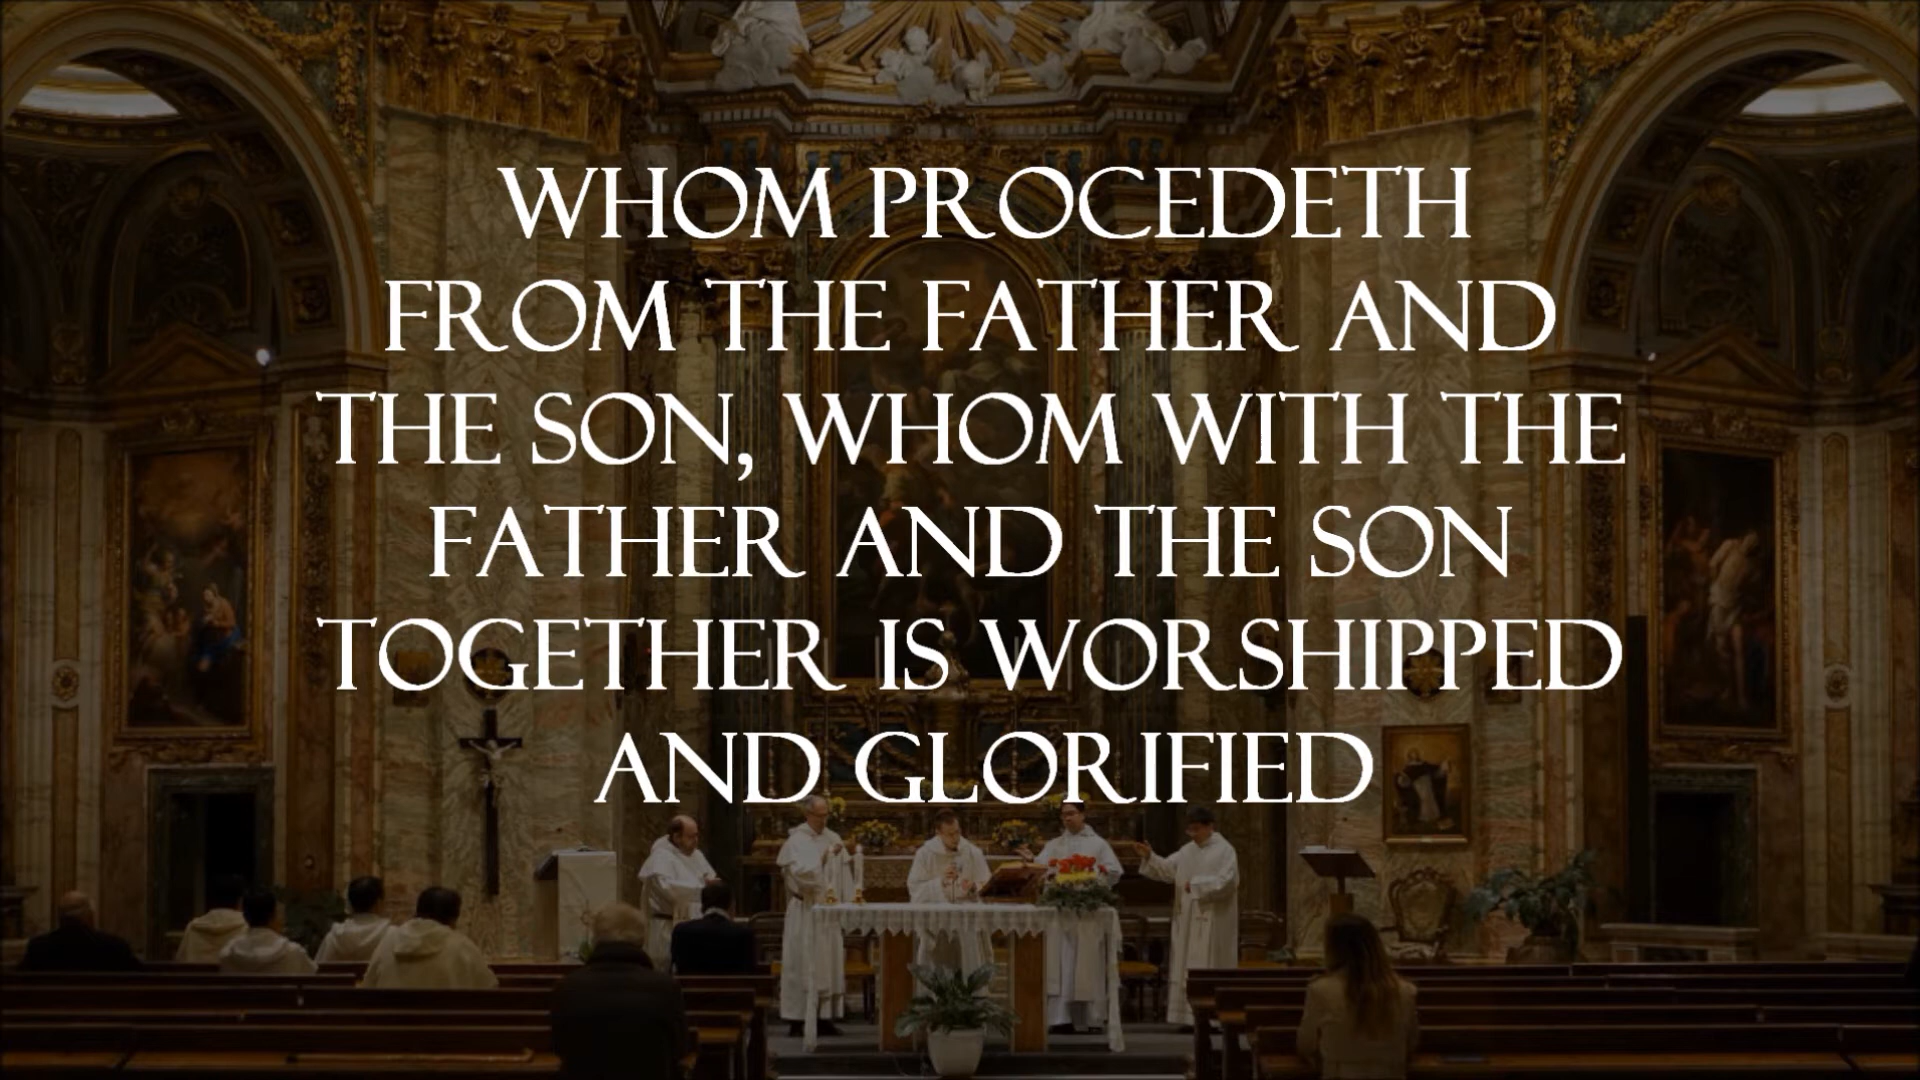 WHOM PROCEDETH
FROM THE FATHER AND
THE SON, WHOM WITH THE
FATHER AND THE SON
TOGETHER IS WORSHIPPED
AND GLORIFIED